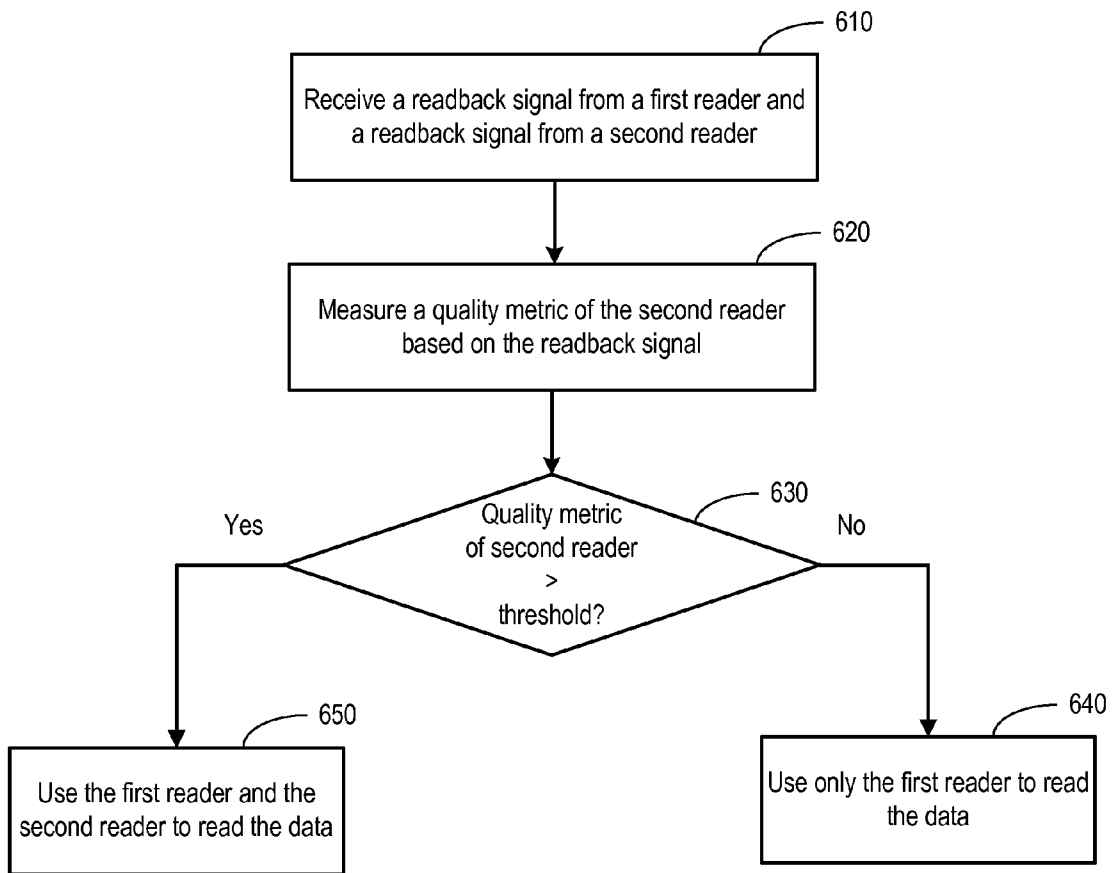 610
Receive a readback signal from a first reader and
a readback signal from a second reader
620
Measure a quality metric of the second reader
based on the readback signal
630
Yes
Quality metric
of second reader
>
threshold?
No
650
Use the first reader and the
second reader to read the data
640
Use only the first reader to read
the data